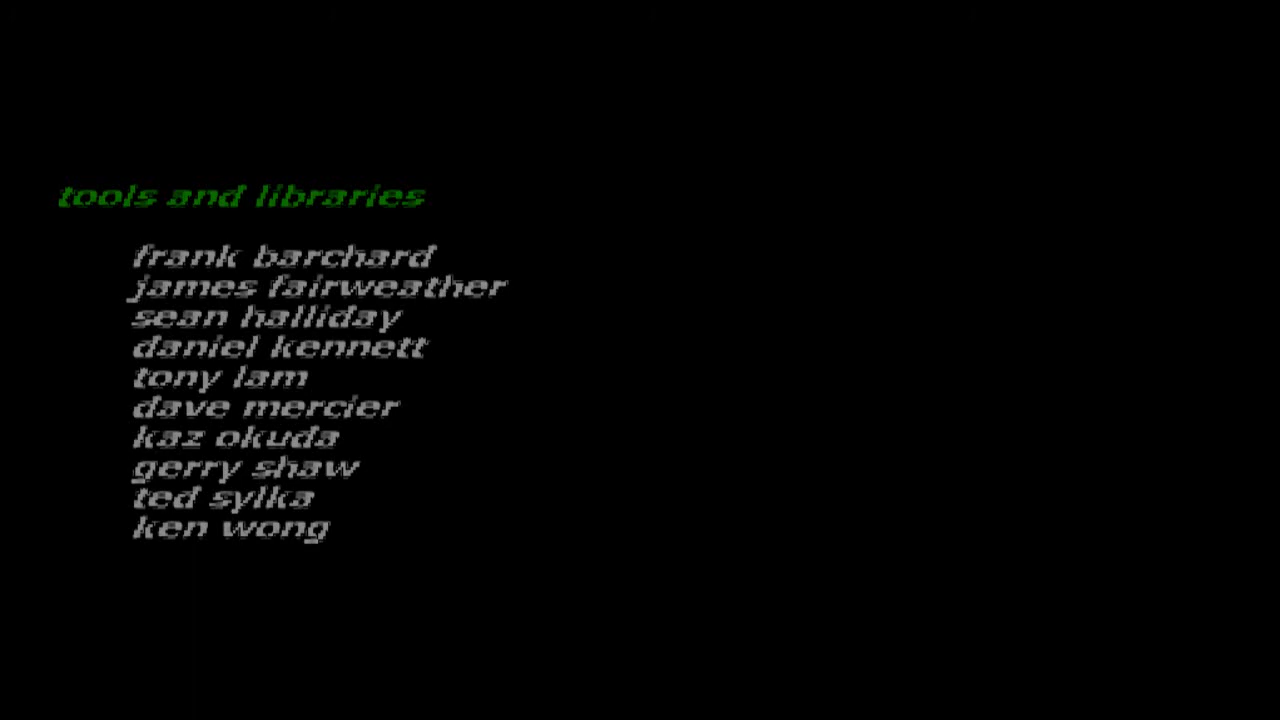 tools and libraries
frank barchard
james fairweather
sean halliday
daniel kennett
tony lam
dave mercier
kaz okuda
gerry shaw
ted sylka
ken wong